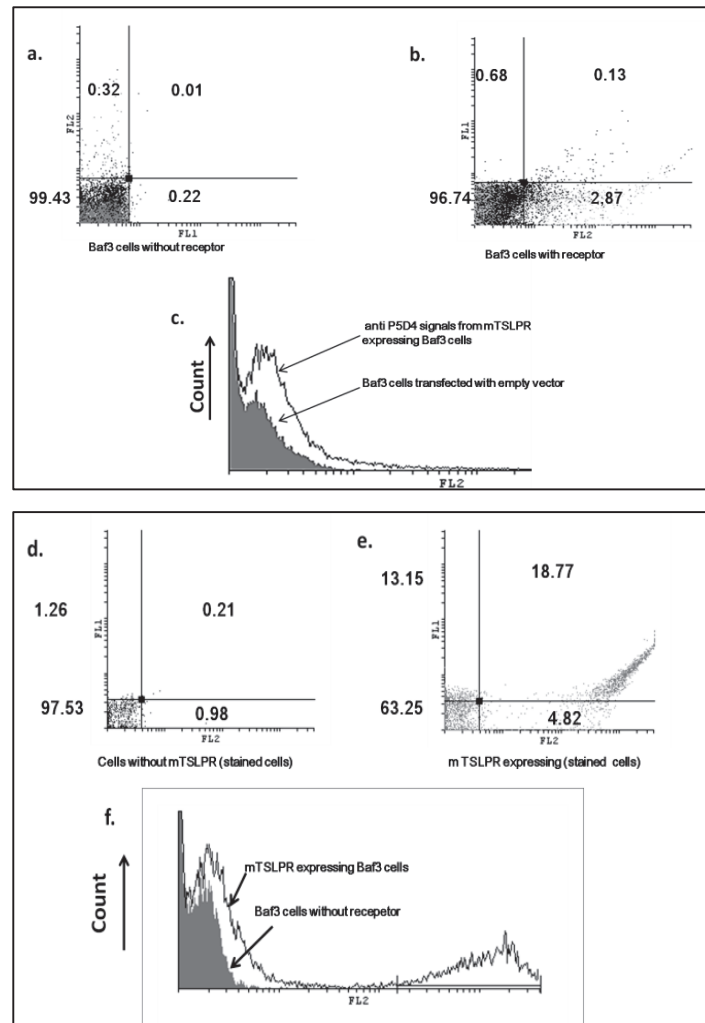 a.
0.32 0.01
FL2
99.43 0.22
FL1
Baf3 cells without receptor
b.
0.68 0.13
FL1
96.74 2.87
FL2
Baf3 cells with receptor
c.
anti P5D4 signals from mTSLPR
expressing Baf3 cells
Baf3 cells transfected with empty vector
Count
FL2
d.
1.26 0.21
FL1
97.53 0.98
FL2
Cells without mTSLPR (stained cells)
e.
13.15 18.77
FL1
63.25 4.82
FL2
m TSLPR expressing (stained cells)
f.
mTSLPR expressing Baf3 cells
Baf3 cells without recepetor
Count
FL2